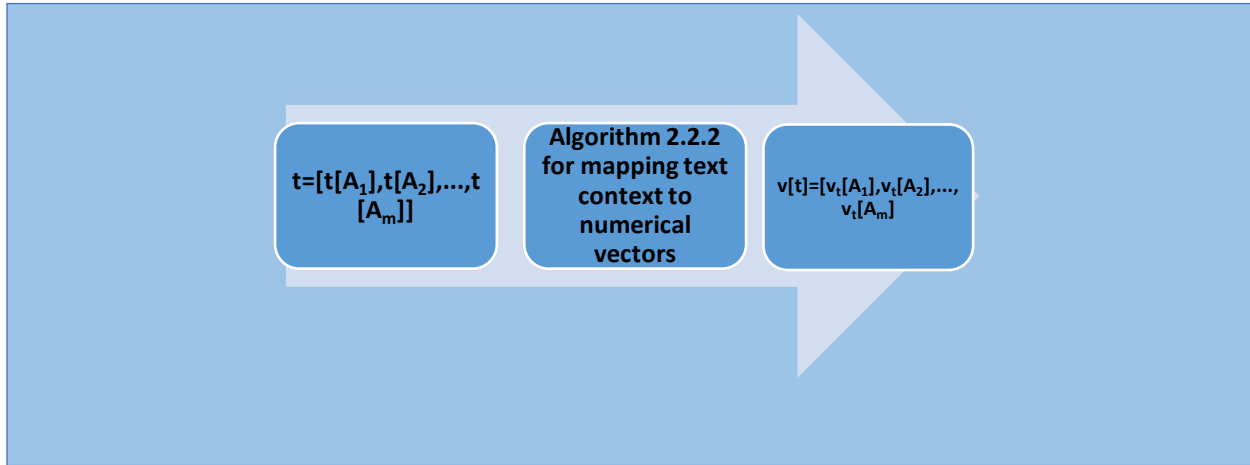 t=[t[A₁],t[A₂],...,t
[Aₘ]]
Algorithm 2.2.2
for mapping text
context to
numerical
vectors
v[t]=[vₜ[A₁],vₜ[A₂],...,
vₜ[Aₘ]